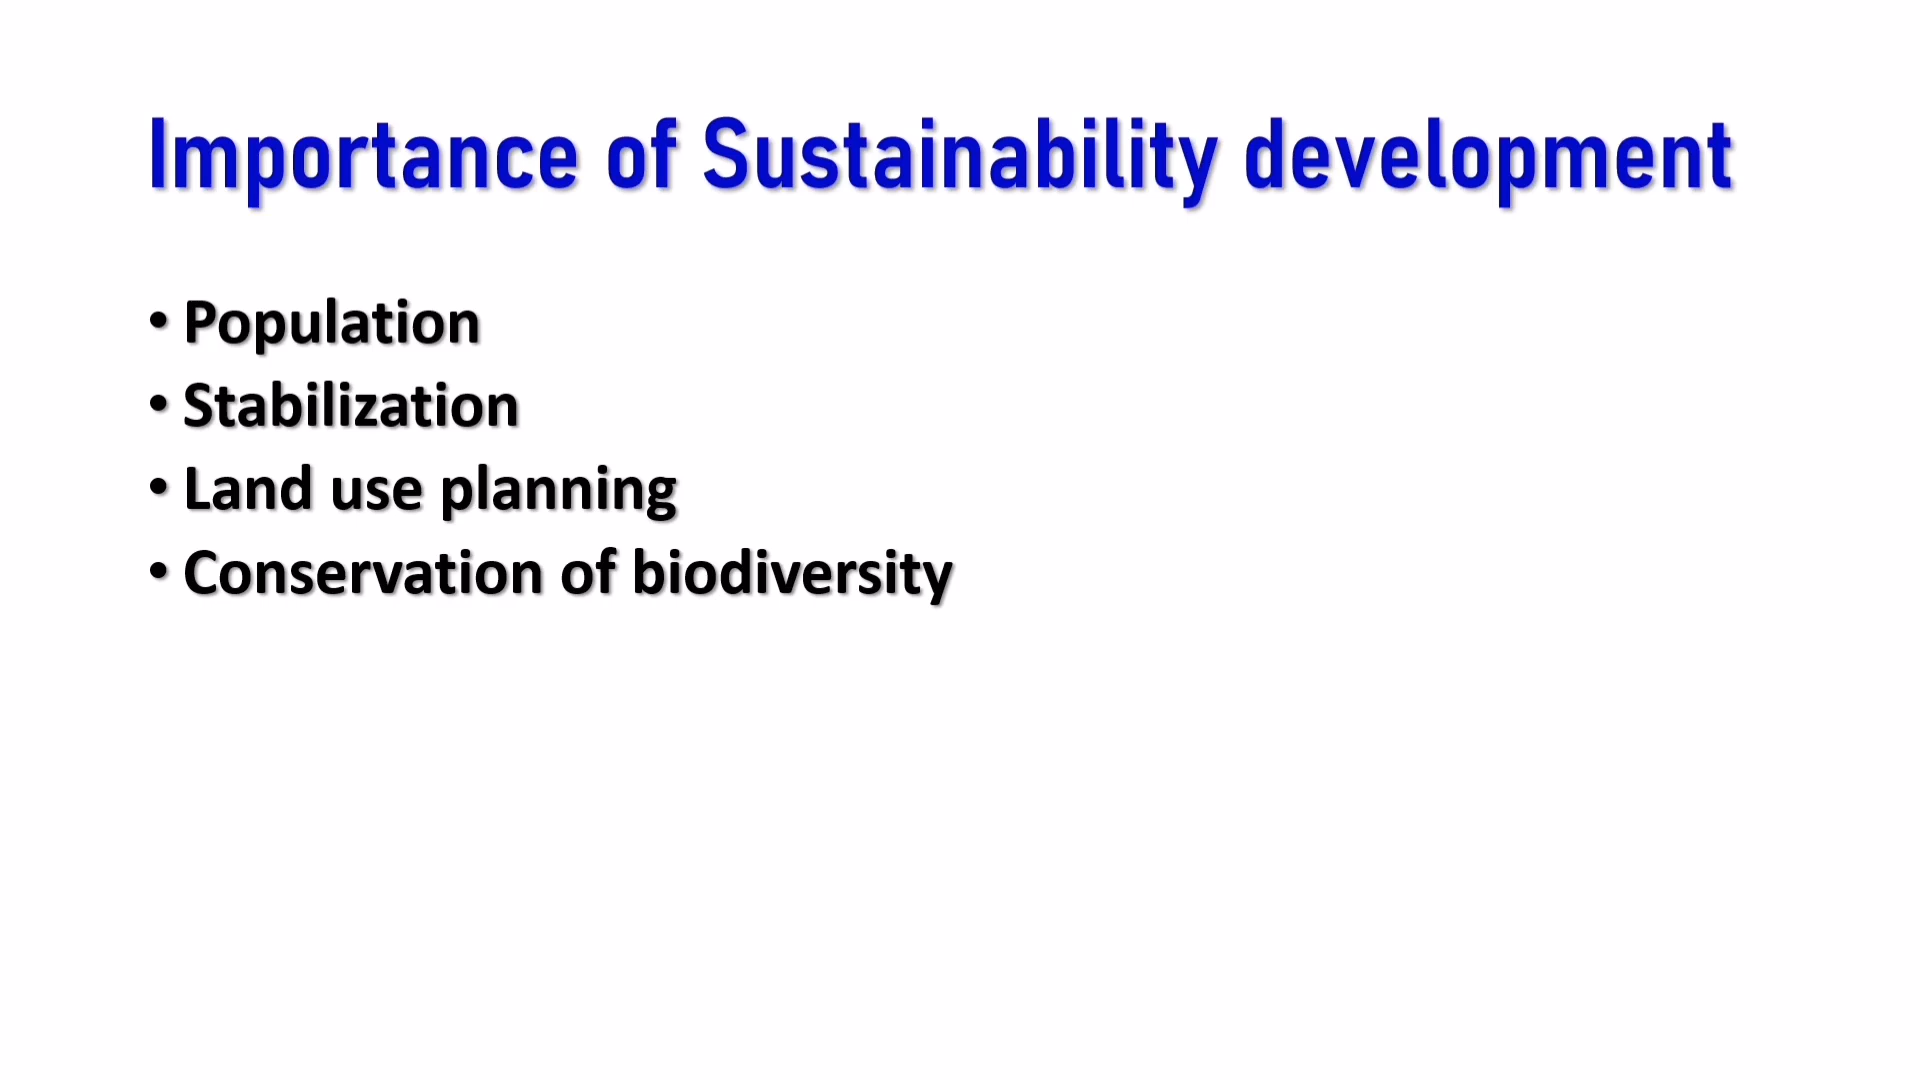 Importance of Sustainability development
• Population
• Stabilization
• Land use planning
• Conservation of biodiversity